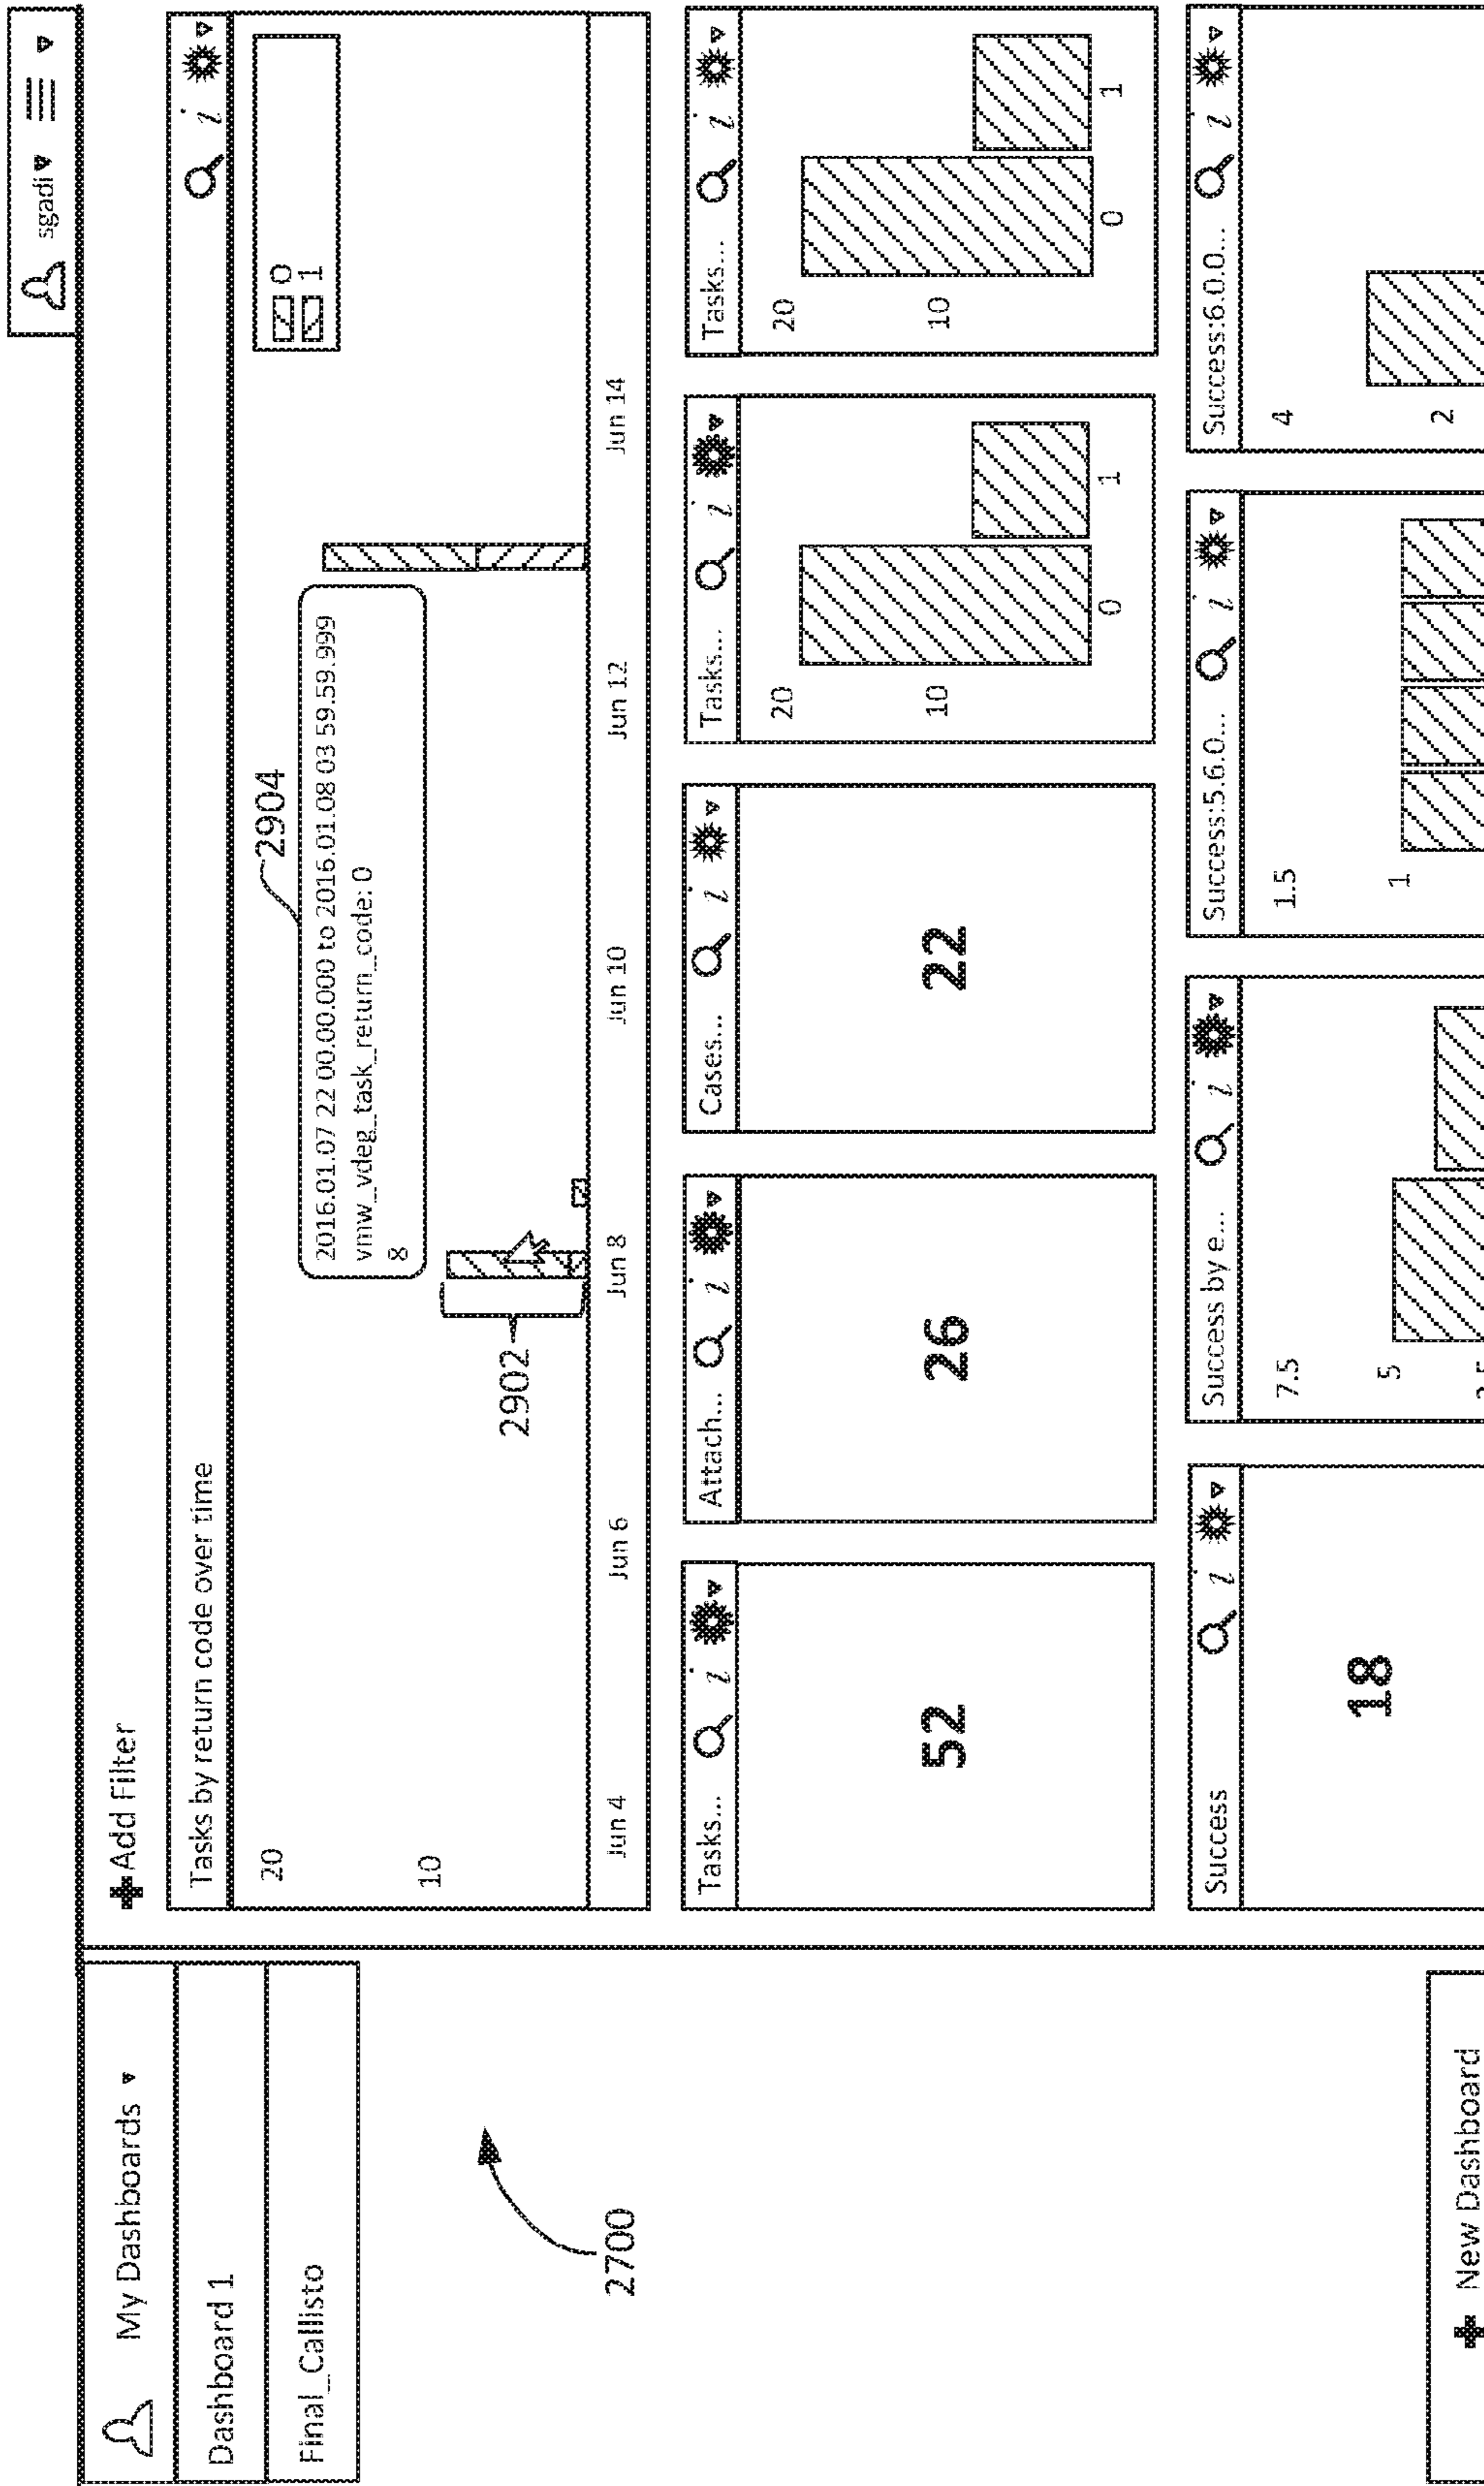 sgadi
My Dashboards
Dashboard 1
Final_Callisto
2700
New Dashboard
Add Filter
Tasks by return code over time
20
10
0
1
2904
2016.01.07 22 00.00.000 to 2016.01.08 03 59.59.999
vmw_vdeg_task_return_code: 0
8
2902
Jun 4 Jun 6 Jun 8 Jun 10 Jun 12 Jun 14
Tasks... i
52
Attach... i
26
Cases... i
22
Tasks... i
20
10
0 1
Tasks... i
20
10
0 1
Success i
18
Success by e... i
7.5
5
Success:5.6.0... i
1.5
1
Success:6.0.0... i
4
2